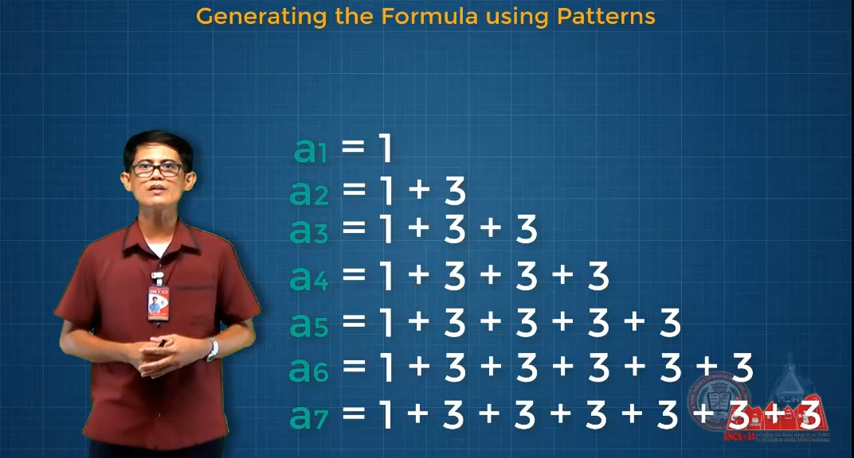 Generating the Formula using Patterns
a1 = 1
a2 = 1 + 3
a3 = 1 + 3 + 3
a4 = 1 + 3 + 3 + 3
a5 = 1 + 3 + 3 + 3 + 3
a6 = 1 + 3 + 3 + 3 + 3 + 3
a7 = 1 + 3 + 3 + 3 + 3 + 3 + 3